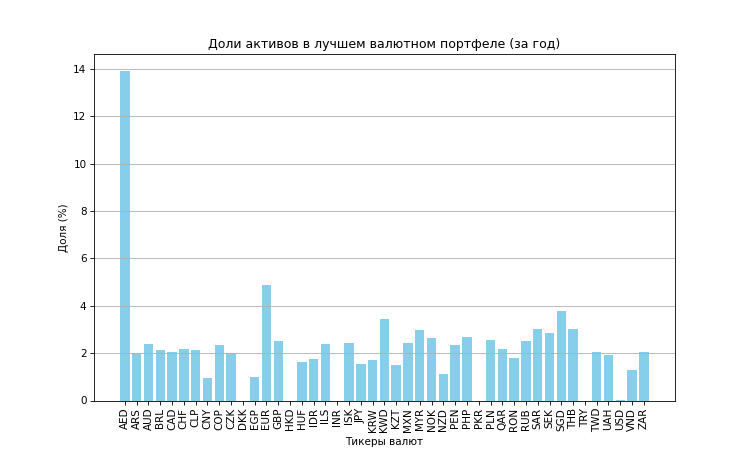 Доли активов в лучшем валютном портфеле (за год)
Доля (%)
14
12
10
8
6
4
2
0
AED ARS AUD BRL CAD CHF CLP CNY COP CZK DKK EGP EUR GBP HKD HUF IDR ILS INR ISK JPY KRW KWD KZT MXN MYR NOK NZD PEN PHP PKR PLN QAR RON RUB SAR SEK SGD THB TRY TWD UAH USD VND ZAR
Тикеры валют